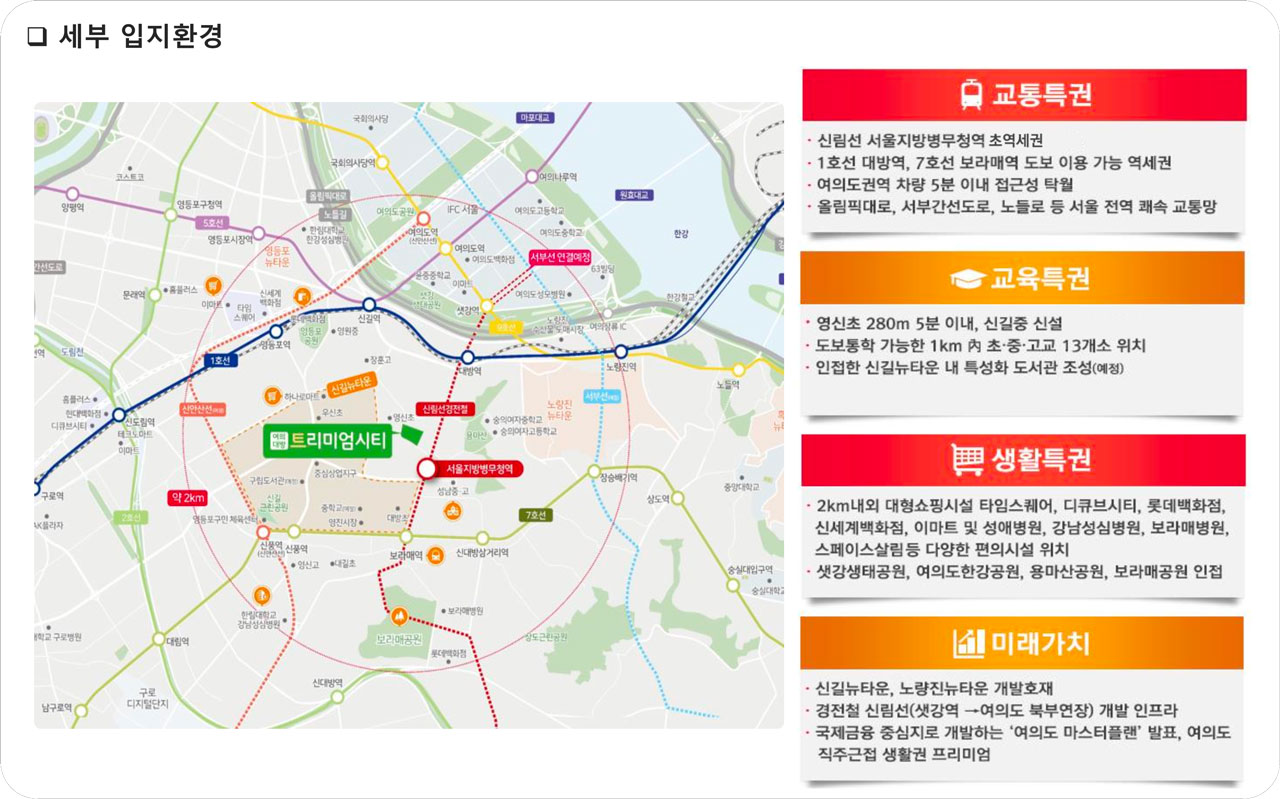 ❑ 세부 입지환경
국회의사당
마포대교
국회의사당역
코스트코
여의나루역
양평역
영등포구청역
올림픽대로
노들길
여의도공원
IFC 서울
여의도고등학교
원효대교
5호선
여의도역
(신안산선)
한림대학교
한강성심병원
여의도중학교
한강
영등포시장역
영등포
뉴타운
여의도역
여의도백화점
서부선 연결예정
윤중중학교
이마트
63빌딩
문래역
홈플러스
이마트
타임
스퀘어
신세계
백화점
롯데백화점
신길역
샛강
생태공원
샛강역
여의도성모병원
한강철교
9호선
노량진
수산물 도매시장
여의하류 IC
영등포역
영등포
공원
영원중
도림천
1호선
장훈고
대방역
노량진역
노들역
홈플러스
현대백화점
디큐브시티
신도림역
테크노마트
이마트
신안산선(예정)
하나로마트
신길뉴타운
우신초
영신초
신림선경전철
서부선(예정)
노량진
뉴타운
숭의여자중학교
숭의여자고등학교
용마산
여의
대방
트리미엄시티
서울지방병무청역
중심상업지구
구립도서관(예정)
구로역
AK플라자
약 2km
신길
근린공원
성남중·고
장승배기역
상도역
중앙대학교
2호선
영등포구민 체육센터
중학교(예정)
영진시장
대방초
7호선
신풍역
(신안산선)
신풍역
보라매역
신대방삼거리역
영신고
대길초
숭실대입구역
숭실대학교
한림대학교
강남성심병원
보라매병원
보라매공원
상도근린공원
롯데백화점
구로병원
대림역
신대방역
구로
디지털단지
남구로역
교통특권
· 신림선 서울지방병무청역 초역세권
· 1호선 대방역, 7호선 보라매역 도보 이용 가능 역세권
· 여의도권역 차량 5분 이내 접근성 탁월
· 올림픽대로, 서부간선도로, 노들로 등 서울 전역 쾌속 교통망
교육특권
· 영신초 280m 5분 이내, 신길중 신설
· 도보통학 가능한 1km 內 초·중·고교 13개소 위치
· 인접한 신길뉴타운 내 특성화 도서관 조성(예정)
생활특권
· 2km내외 대형쇼핑시설 타임스퀘어, 디큐브시티, 롯데백화점,
신세계백화점, 이마트 및 성애병원, 강남성심병원, 보라매병원,
스페이스살림등 다양한 편의시설 위치
· 샛강생태공원, 여의도한강공원, 용마산공원, 보라매공원 인접
미래가치
· 신길뉴타운, 노량진뉴타운 개발호재
· 경전철 신림선(샛강역 →여의도 북부연장) 개발 인프라
· 국제금융 중심지로 개발하는 ‘여의도 마스터플랜’ 발표, 여의도
직주근접 생활권 프리미엄